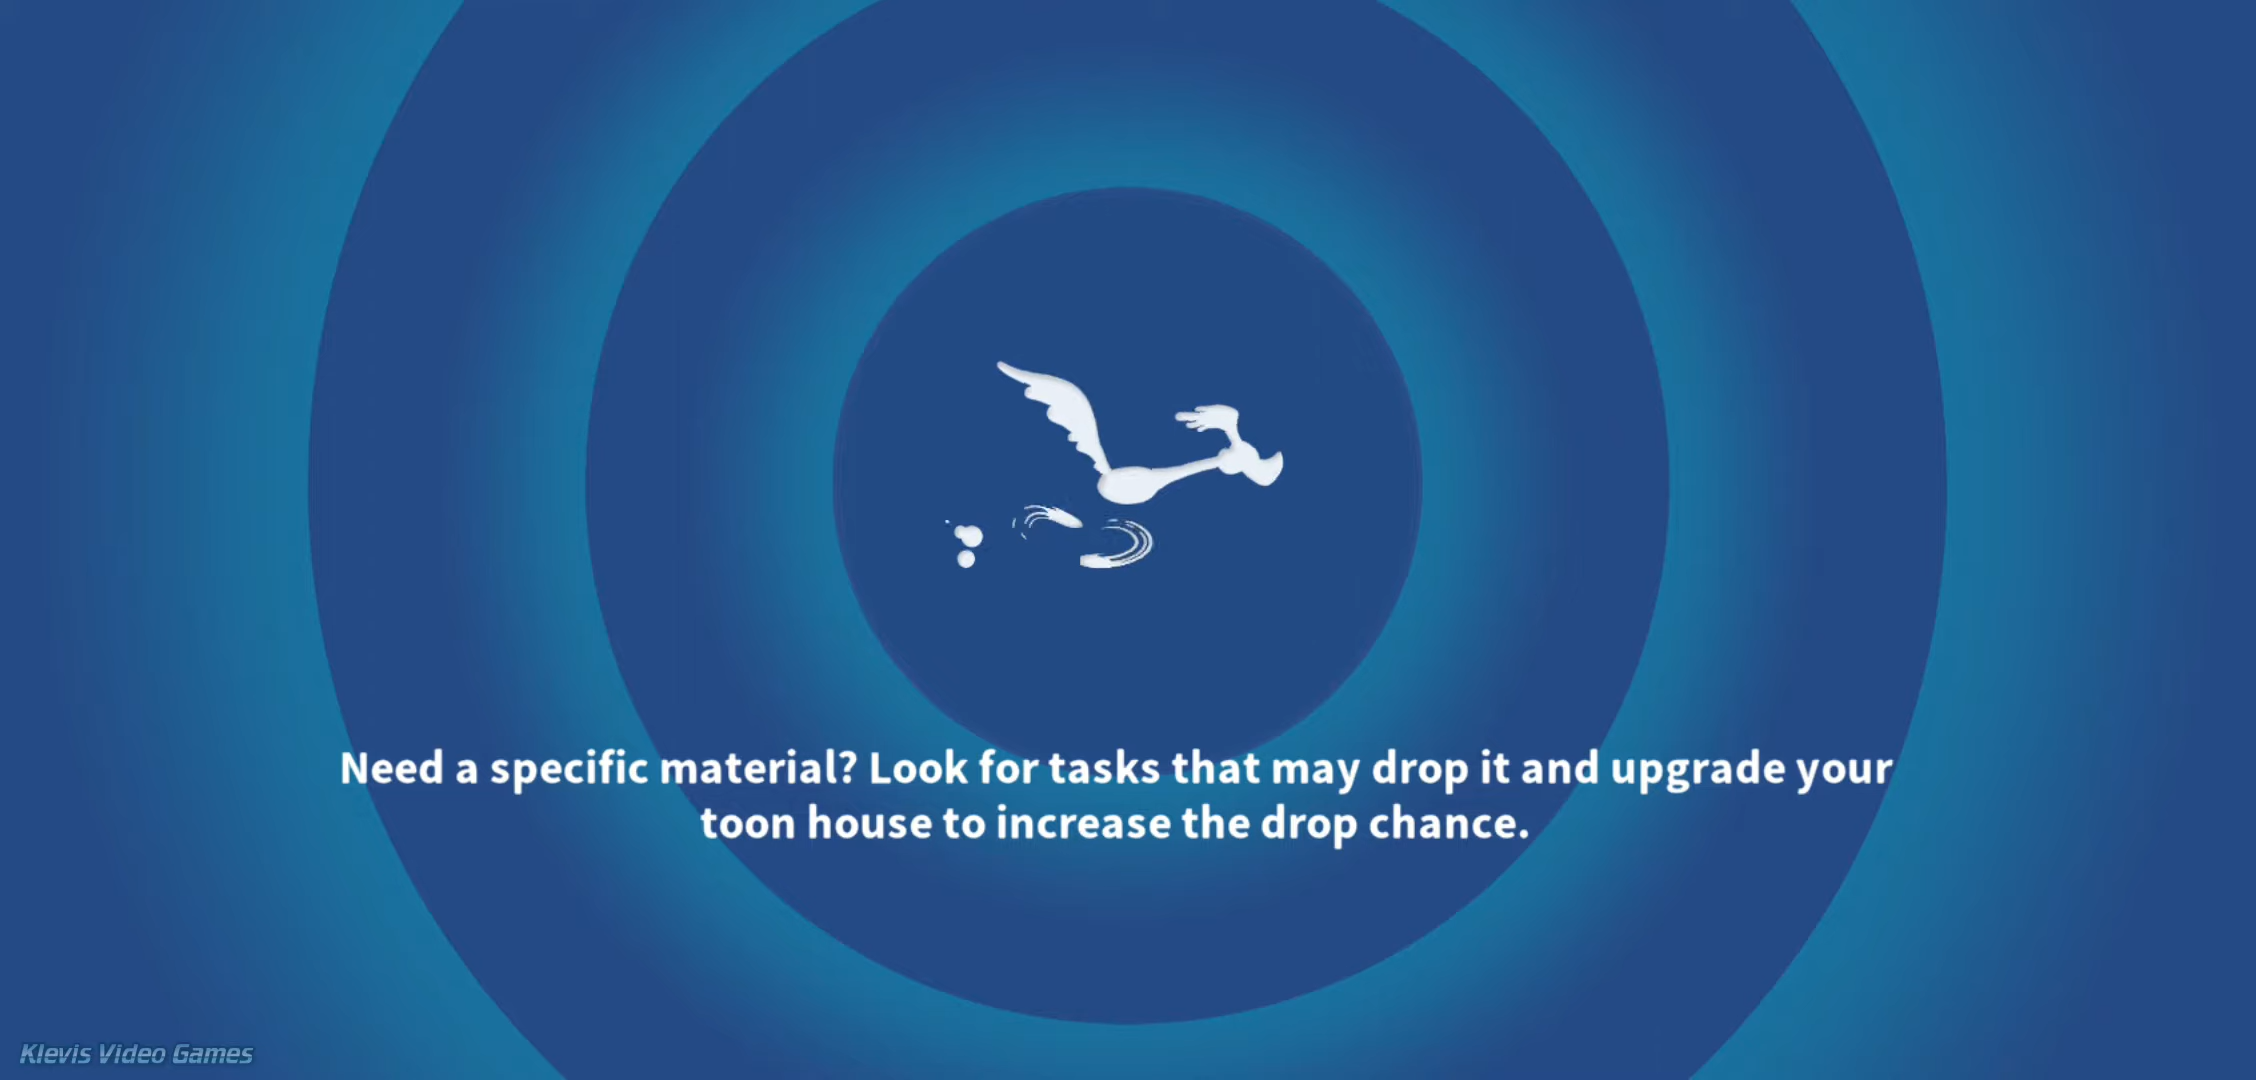 Need a specific material? Look for tasks that may drop it and upgrade your
toon house to increase the drop chance.
Klevis Video Games